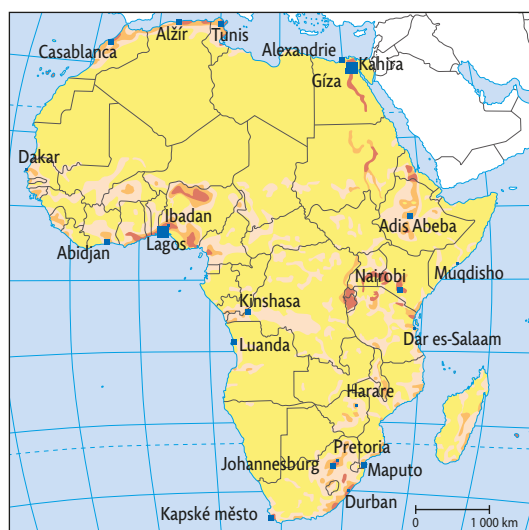 Alžír
Tunis
Casablanca
Alexandrie
Káhira
Gíza
Dakar
Ibadan
Adis Abeba
Abidjan
Lagos
Nairobi
Muqdisho
Kinshasa
Dar es-Salaam
Luanda
Harare
Pretoria
Johannesburg
Maputo
Durban
Kapské město
0
1 000 km